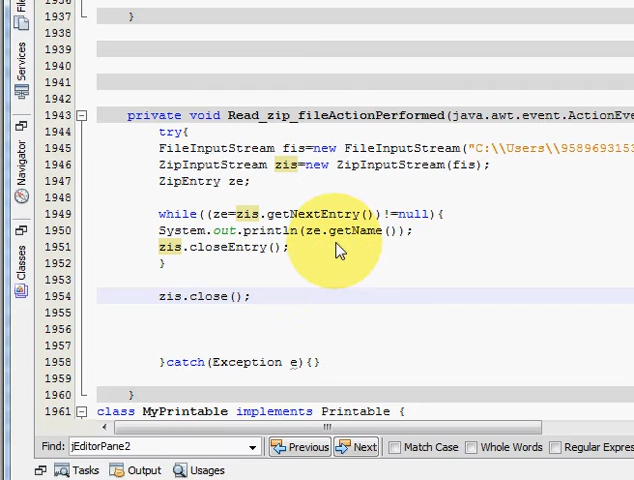 1936
1937 }
1938
1939
1940
1941
1942
1943 private void Read_zip_fileActionPerformed(java.awt.event.ActionEve
1944 try{
1945 FileInputStream fis=new FileInputStream("C:\\Users\\9589693153
1946 ZipInputStream zis=new ZipInputStream(fis);
1947 ZipEntry ze;
1948
1949 while((ze=zis.getNextEntry())!=null){
1950 System.out.println(ze.getName());
1951 zis.closeEntry();
1952 }
1953
1954 zis.close();
1955
1956
1957
1958 }catch(Exception e){}
1959
1960 }
1961 class MyPrintable implements Printable {
File
Services
Navigator
Classes
Find: jEditorPane2 Previous Next Match Case Whole Words Regular Expres
Tasks Output Usages